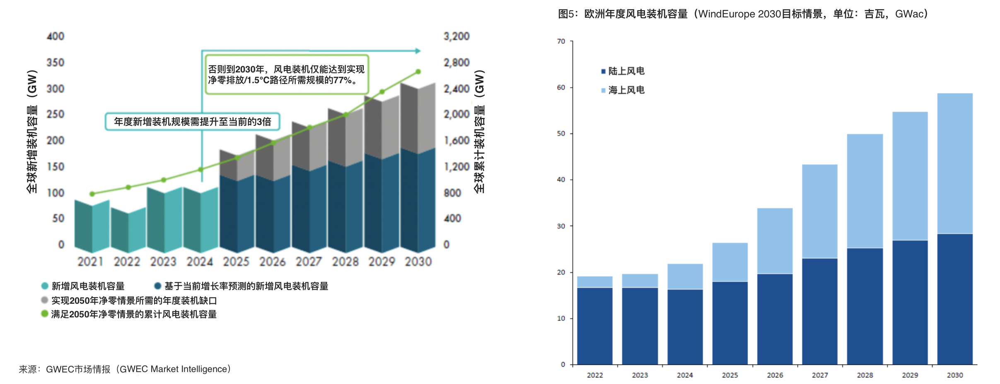 400
350
300
250
200
150
100
50
0
全球新增装机容量（GW）
3,200
2,800
2,400
2,000
1,600
1,200
800
400
0
全球累计装机容量（GW）
否则到2030年，风电装机仅能达到实现
净零排放/1.5°C路径所需规模的77%。
年度新增装机规模需提升至当前的3倍
2021 2022 2023 2024 2025 2026 2027 2028 2029 2030
新增风电装机容量 基于当前增长率预测的新增风电装机容量
实现2050年净零情景所需的年度装机缺口
满足2050年净零情景的累计风电装机容量
来源：GWEC市场情报（GWEC Market Intelligence）
图5：欧洲年度风电装机容量（WindEurope 2030目标情景，单位：吉瓦，GWac）
70
60
50
40
30
20
10
0
陆上风电
海上风电
2022 2023 2024 2025 2026 2027 2028 2029 2030